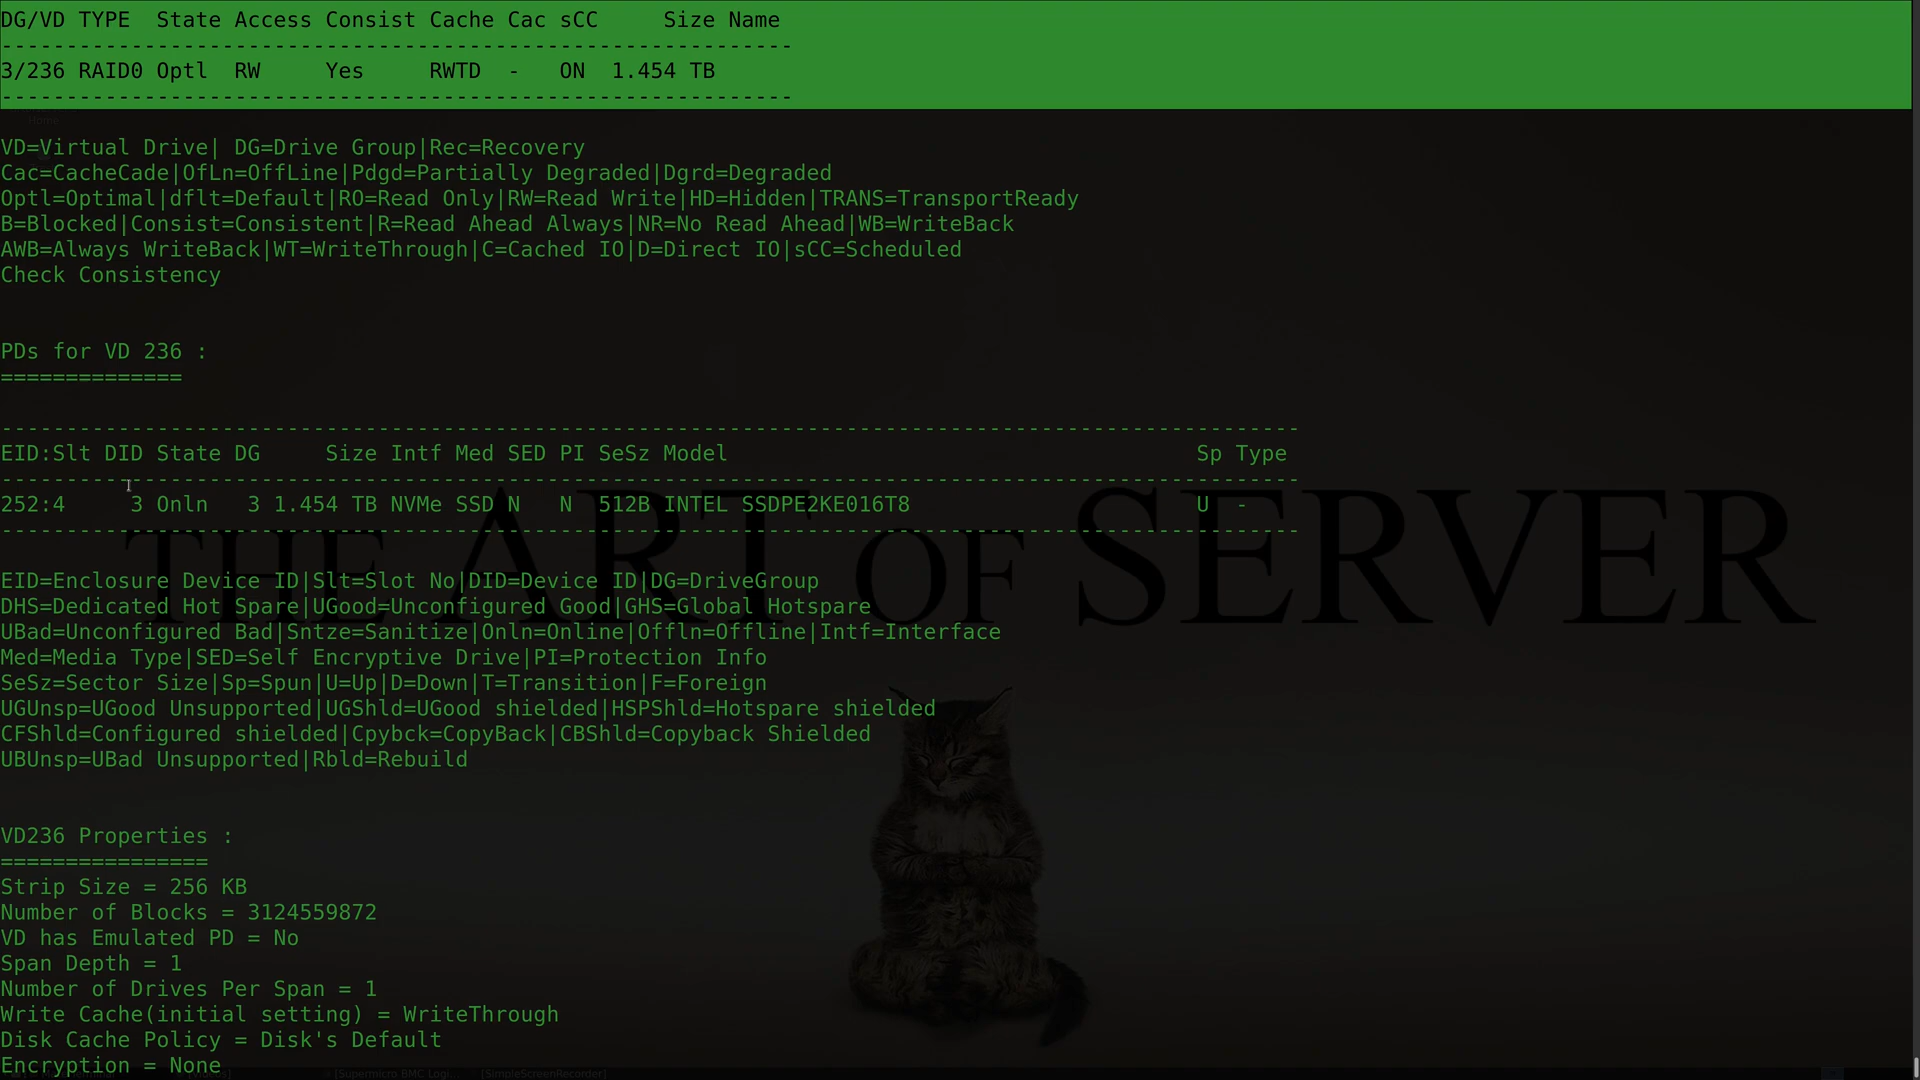 DG/VD TYPE  State Access Consist Cache Cac sCC     Size Name
-------------------------------------------------------------
3/236 RAID0 Optl  RW     Yes     RWTD  -   ON  1.454 TB
-------------------------------------------------------------
Home
VD=Virtual Drive| DG=Drive Group|Rec=Recovery
Cac=CacheCade|OfLn=OffLine|Pdgd=Partially Degraded|Dgrd=Degraded
Optl=Optimal|dflt=Default|RO=Read Only|RW=Read Write|HD=Hidden|TRANS=TransportReady
B=Blocked|Consist=Consistent|R=Read Ahead Always|NR=No Read Ahead|WB=WriteBack
AWB=Always WriteBack|WT=WriteThrough|C=Cached IO|D=Direct IO|sCC=Scheduled
Check Consistency
PDs for VD 236 :
==============
----------------------------------------------------------------------------------------------------
EID:Slt DID State DG     Size Intf Med SED PI SeSz Model                                    Sp Type
----------------------------------------------------------------------------------------------------
252:4     3 Onln   3 1.454 TB NVMe SSD N   N  512B INTEL SSDPE2KE016T8                      U  -
----------------------------------------------------------------------------------------------------
THE ART OF SERVER
EID=Enclosure Device ID|Slt=Slot No|DID=Device ID|DG=DriveGroup
DHS=Dedicated Hot Spare|UGood=Unconfigured Good|GHS=Global Hotspare
UBad=Unconfigured Bad|Sntze=Sanitize|Onln=Online|Offln=Offline|Intf=Interface
Med=Media Type|SED=Self Encryptive Drive|PI=Protection Info
SeSz=Sector Size|Sp=Spun|U=Up|D=Down|T=Transition|F=Foreign
UGUnsp=UGood Unsupported|UGShld=UGood shielded|HSPShld=Hotspare shielded
CFShld=Configured shielded|Cpybck=CopyBack|CBShld=Copyback Shielded
UBUnsp=UBad Unsupported|Rbld=Rebuild
VD236 Properties :
================
Strip Size = 256 KB
Number of Blocks = 3124559872
VD has Emulated PD = No
Span Depth = 1
Number of Drives Per Span = 1
Write Cache(initial setting) = WriteThrough
Disk Cache Policy = Disk's Default
Encryption = None
[Supermicro BMC Logi... [SimpleScreenRecorder]